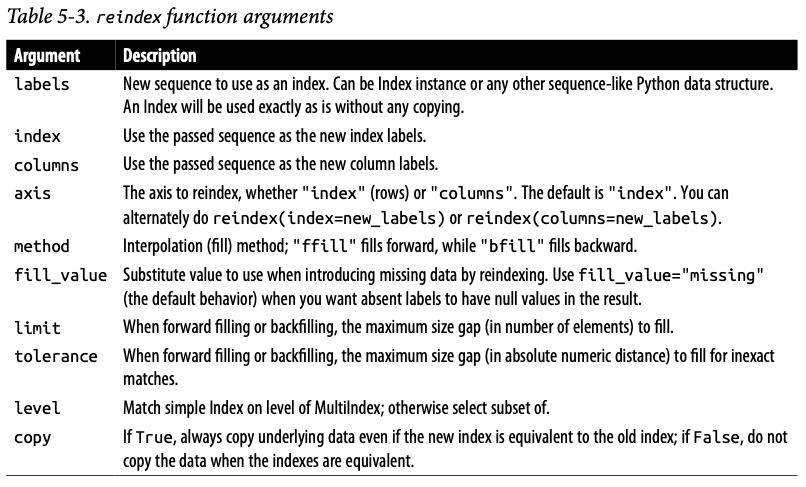 Table 5-3. reindex function arguments
Argument Description
labels New sequence to use as an index. Can be Index instance or any other sequence-like Python data structure.
An Index will be used exactly as is without any copying.
index Use the passed sequence as the new index labels.
columns Use the passed sequence as the new column labels.
axis The axis to reindex, whether "index" (rows) or "columns". The default is "index". You can
alternately do reindex(index=new_labels) or reindex(columns=new_labels).
method Interpolation (fill) method; "ffill" fills forward, while "bfill" fills backward.
fill_value Substitute value to use when introducing missing data by reindexing. Use fill_value="missing"
(the default behavior) when you want absent labels to have null values in the result.
limit When forward filling or backfilling, the maximum size gap (in number of elements) to fill.
tolerance When forward filling or backfilling, the maximum size gap (in absolute numeric distance) to fill for inexact
matches.
level Match simple Index on level of MultiIndex; otherwise select subset of.
copy If True, always copy underlying data even if the new index is equivalent to the old index; if False, do not
copy the data when the indexes are equivalent.